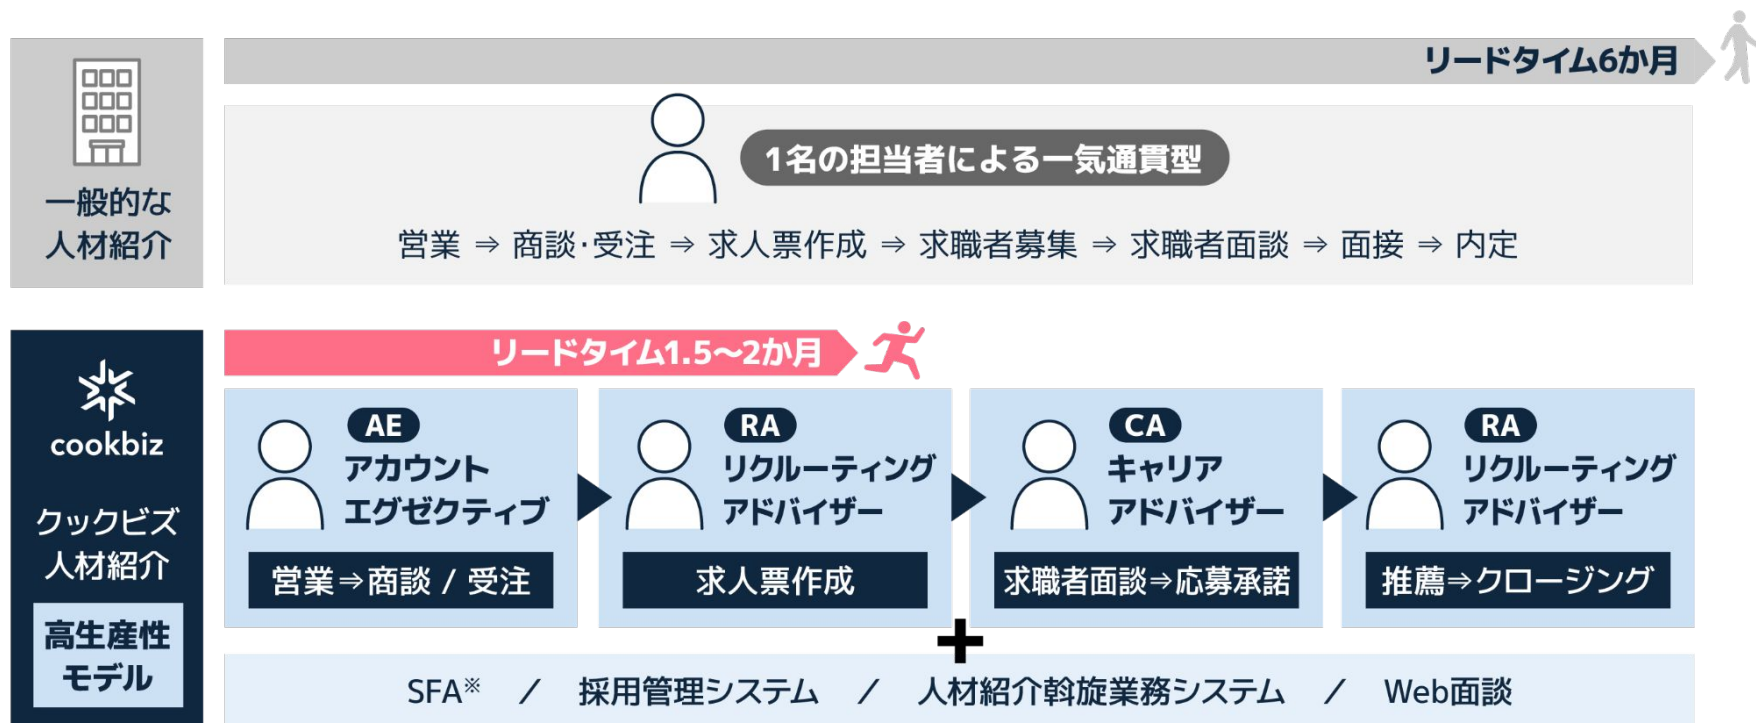 一般的な
人材紹介
リードタイム6か月
1名の担当者による一気通貫型
営業 ⇒ 商談･受注 ⇒ 求人票作成 ⇒ 求職者募集 ⇒ 求職者面談 ⇒ 面接 ⇒ 内定
cookbiz
クックビズ
人材紹介
高生産性
モデル
リードタイム1.5〜2か月
AE
アカウント
エグゼクティブ
営業⇒商談 / 受注
RA
リクルーティング
アドバイザー
求人票作成
CA
キャリア
アドバイザー
求職者面談⇒応募承諾
RA
リクルーティング
アドバイザー
推薦⇒クロージング
+
SFA※ / 採用管理システム / 人材紹介斡旋業務システム / Web面談